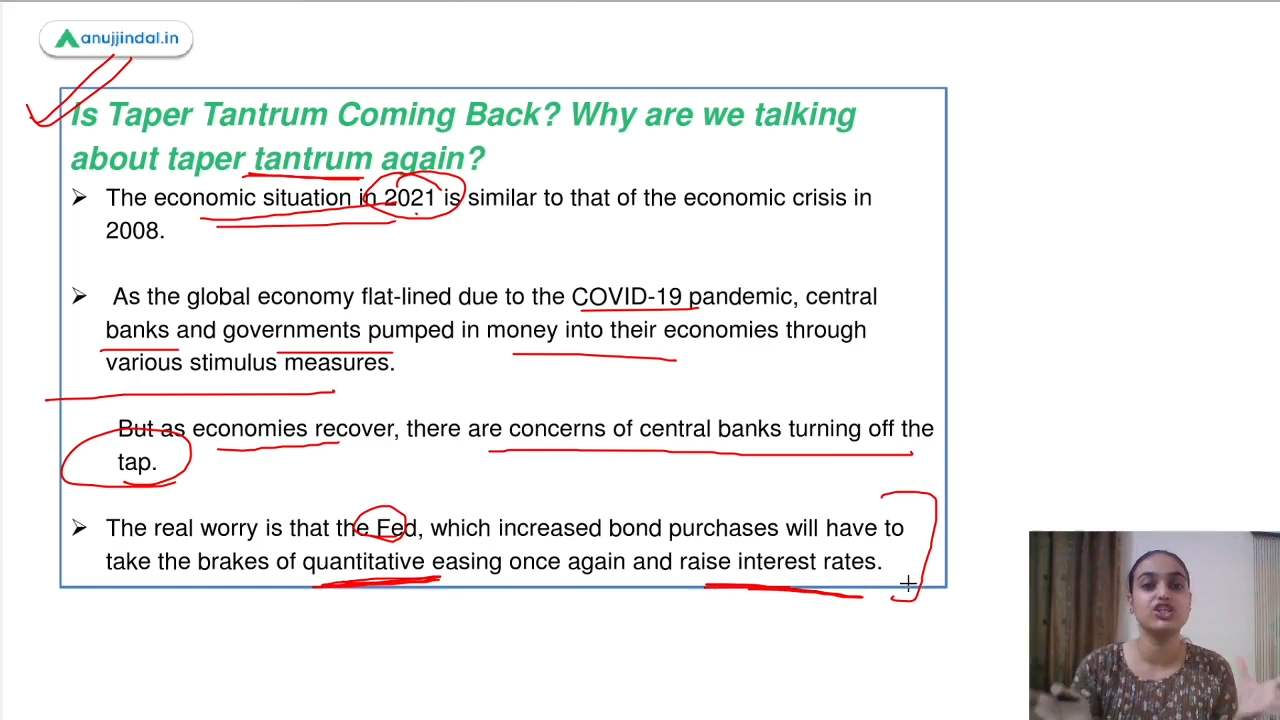 anujjindal.in
Is Taper Tantrum Coming Back? Why are we talking
about taper tantrum again?
The economic situation in 2021 is similar to that of the economic crisis in
2008.
As the global economy flat-lined due to the COVID-19 pandemic, central
banks and governments pumped in money into their economies through
various stimulus measures.
But as economies recover, there are concerns of central banks turning off the
tap.
The real worry is that the Fed, which increased bond purchases will have to
take the brakes of quantitative easing once again and raise interest rates.